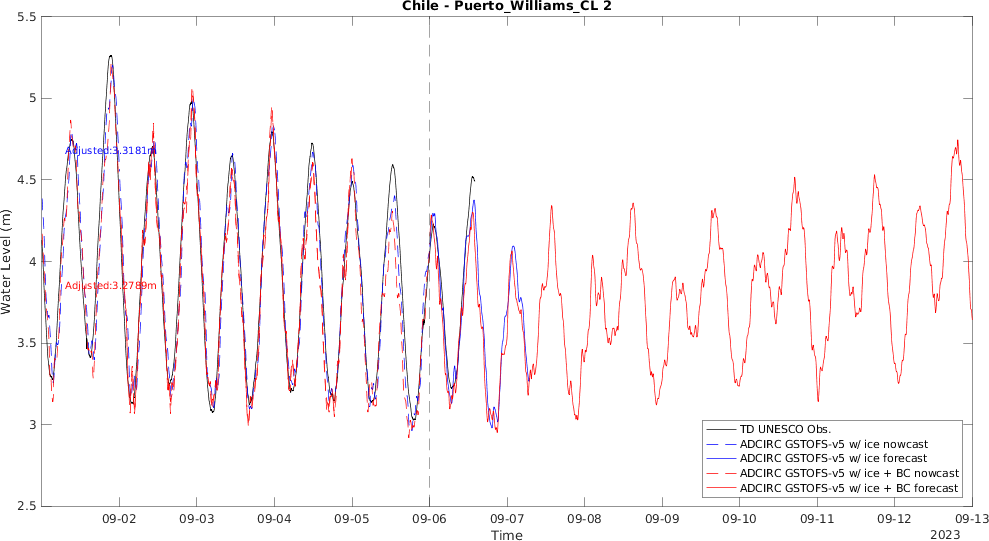 Chile - Puerto_Williams_CL 2
5.5
5
4.5
4
3.5
3
2.5
Water Level (m)
Adjusted:3.3181m
Adjusted:3.2789m
TD UNESCO Obs.
ADCIRC GSTOFS-v5 w/ ice nowcast
ADCIRC GSTOFS-v5 w/ ice forecast
ADCIRC GSTOFS-v5 w/ ice + BC nowcast
ADCIRC GSTOFS-v5 w/ ice + BC forecast
09-02 09-03 09-04 09-05 09-06 09-07 09-08 09-09 09-10 09-11 09-12 09-13
Time
2023